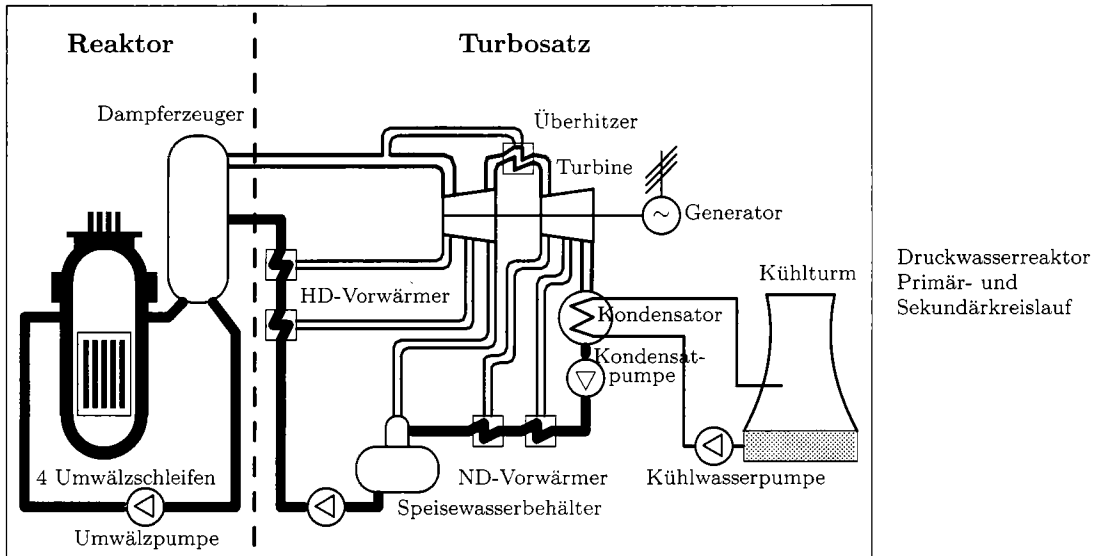 Reaktor
Turbosatz
Dampferzeuger
Überhitzer
Turbine
~
Generator
HD-Vorwärmer
Kühlturm
Kondensator
Kondensat-
pumpe
4 Umwälzschleifen
ND-Vorwärmer
Kühlwasserpumpe
Speisewasserbehälter
Umwälzpumpe
Druckwasserreaktor
Primär- und
Sekundärkreislauf